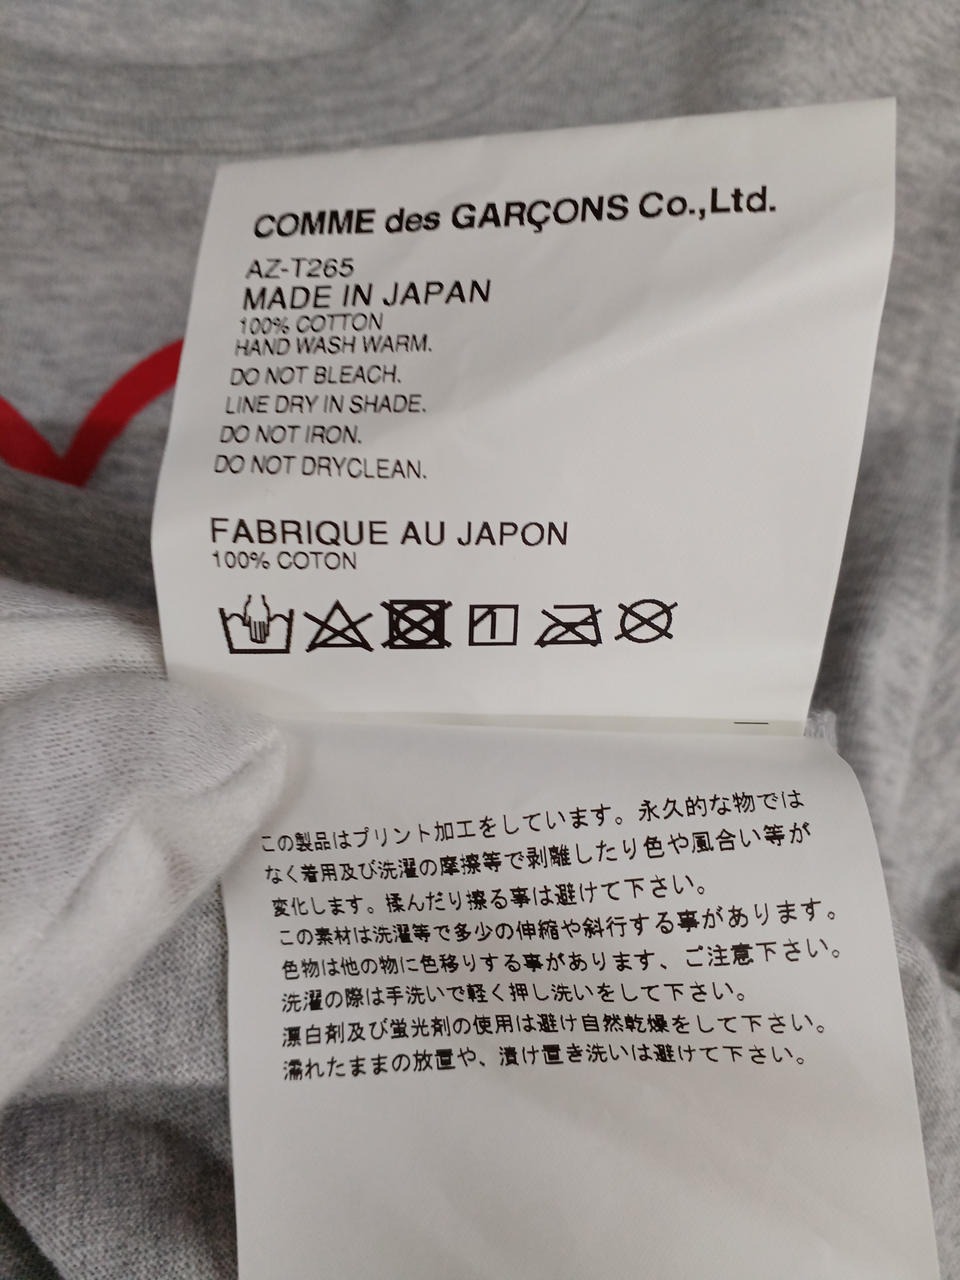 COMME des GARÇONS Co.,Ltd.
AZ-T265
MADE IN JAPAN
100% COTTON
HAND WASH WARM.
DO NOT BLEACH.
LINE DRY IN SHADE.
DO NOT IRON.
DO NOT DRYCLEAN.
FABRIQUE AU JAPON
100% COTON
この製品はプリント加工をしています。永久的な物では
なく着用及び洗濯の摩擦等で剥離したり色や風合い等が
変化します。揉んだり擦る事は避けて下さい。
この素材は洗濯等で多少の伸縮や斜行する事があります。
色物は他の物に色移りする事があります、ご注意下さい。
洗濯の際は手洗いで軽く押し洗いをして下さい。
漂白剤及び蛍光剤の使用は避け自然乾燥をして下さい。
濡れたままの放置や、漬け置き洗いは避けて下さい。